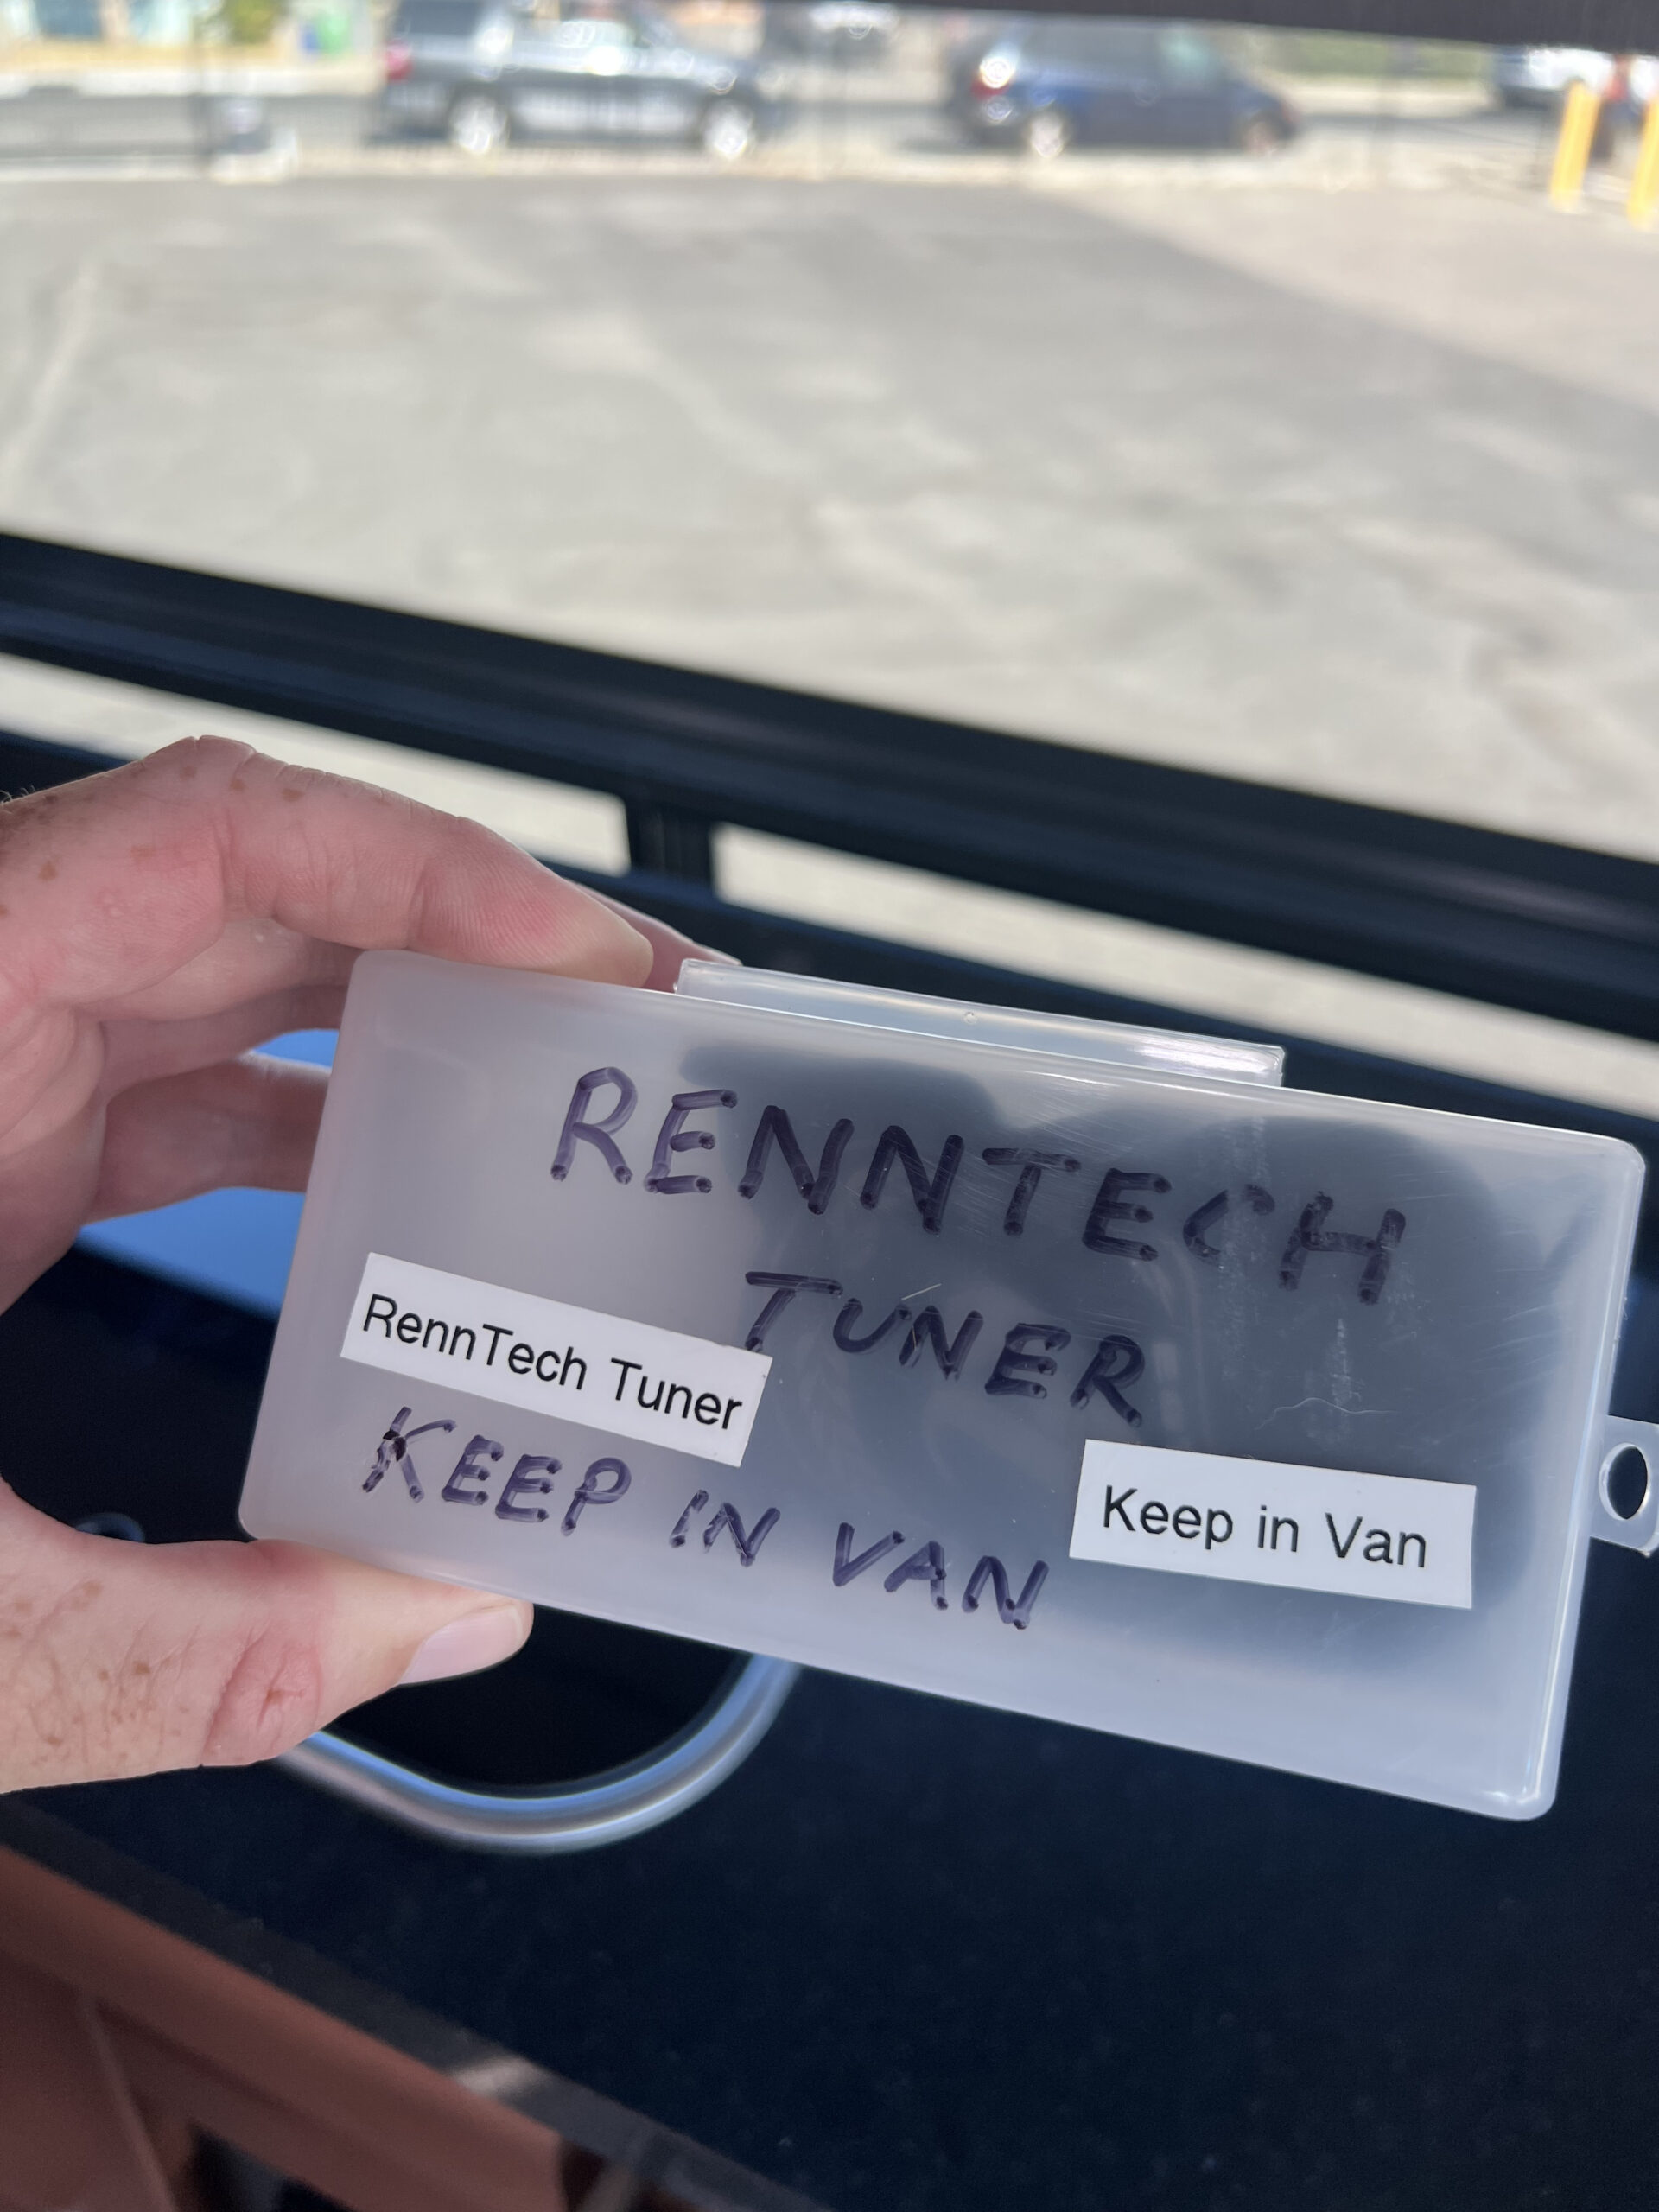 RENNTECH
TUNER
RennTech Tuner
KEEP IN VAN
Keep in Van